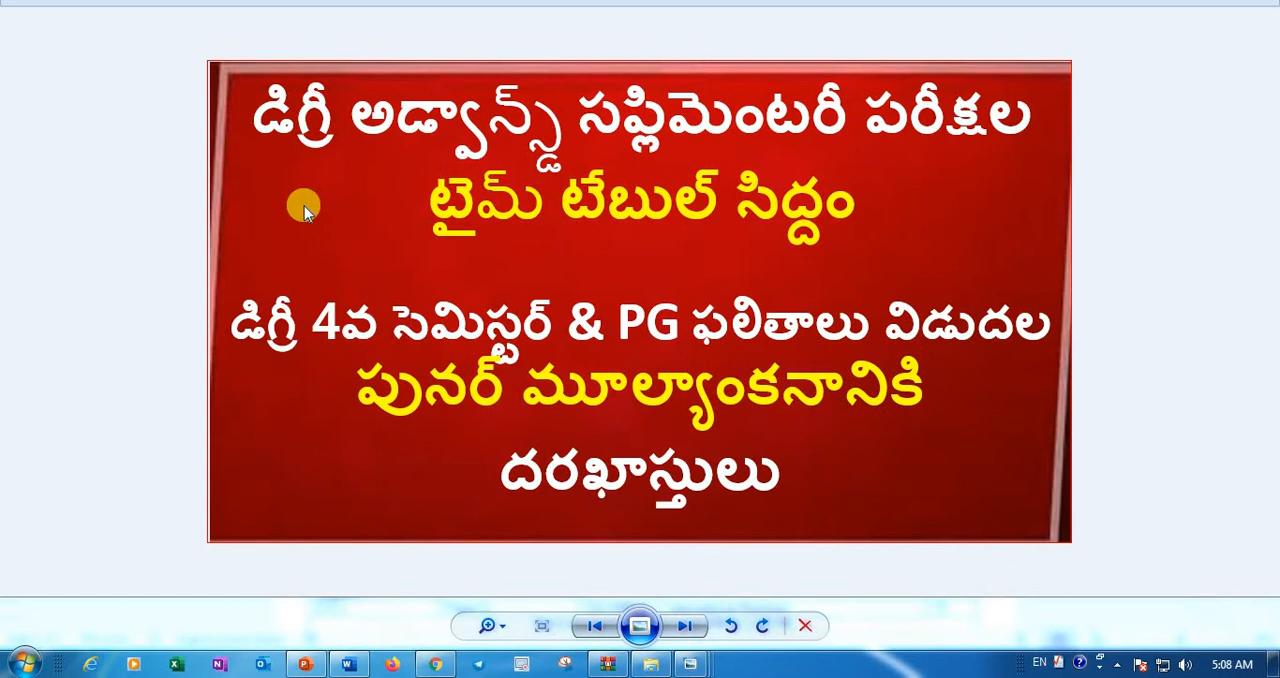 డిగ్రీ అడ్వాన్స్డ్ సప్లిమెంటరీ పరీక్షల
టైమ్ టేబుల్ సిద్దం
డిగ్రీ 4వ సెమిస్టర్ & PG ఫలితాలు విడుదల
పునర్ మూల్యాంకనానికి
దరఖాస్తులు
EN
5:08 AM